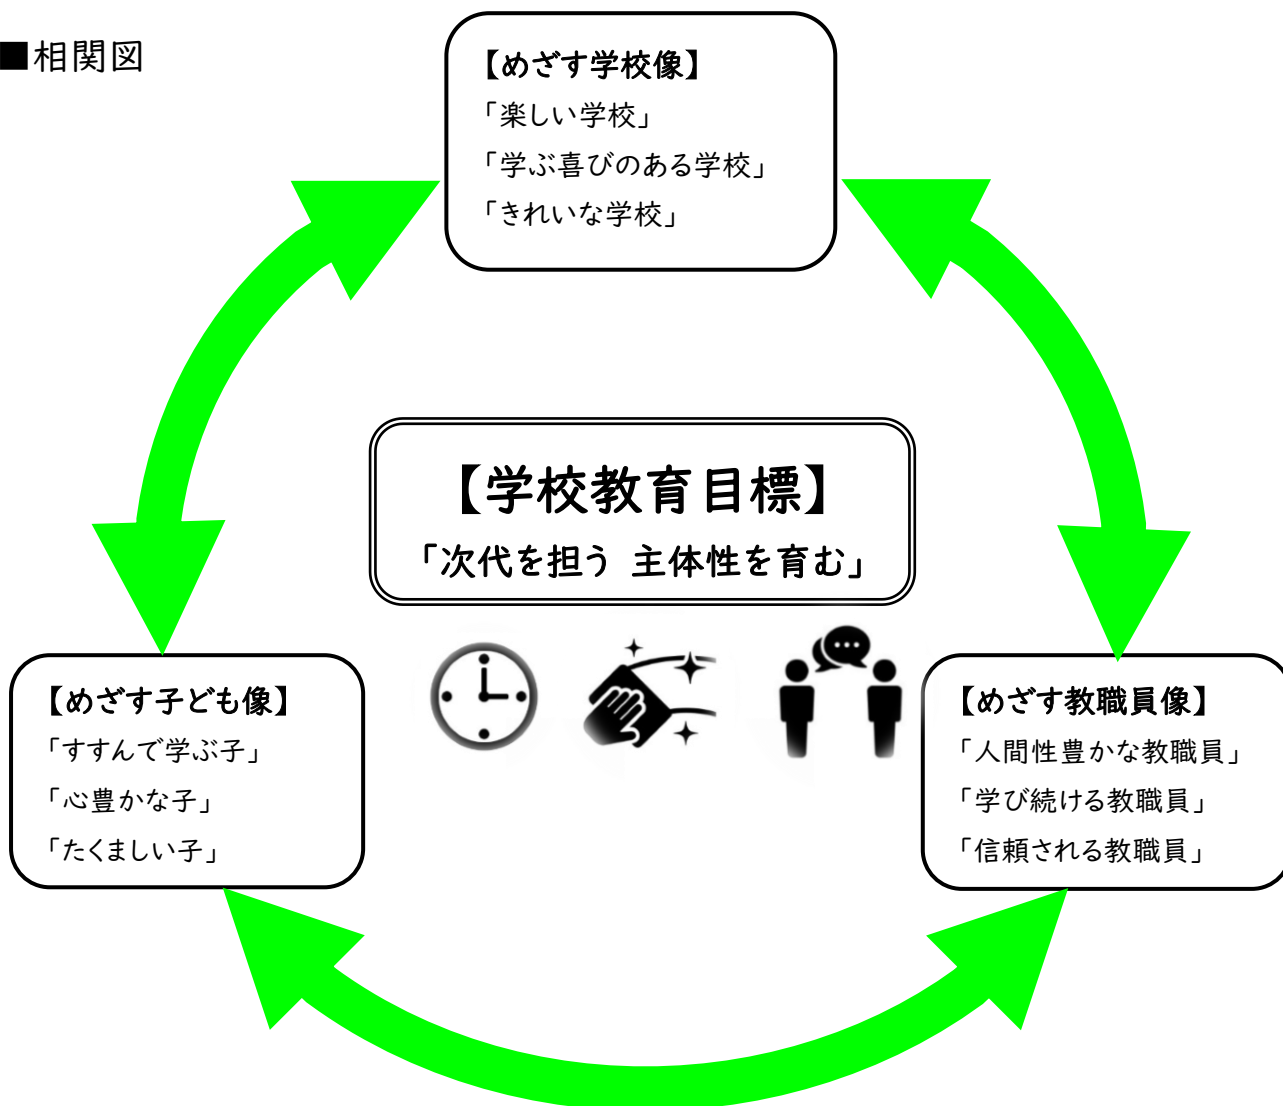 ■相関図
【めざす学校像】
「楽しい学校」
「学ぶ喜びのある学校」
「きれいな学校」
【学校教育目標】
「次代を担う 主体性を育む」
【めざす子ども像】
「すすんで学ぶ子」
「心豊かな子」
「たくましい子」
【めざす教職員像】
「人間性豊かな教職員」
「学び続ける教職員」
「信頼される教職員」